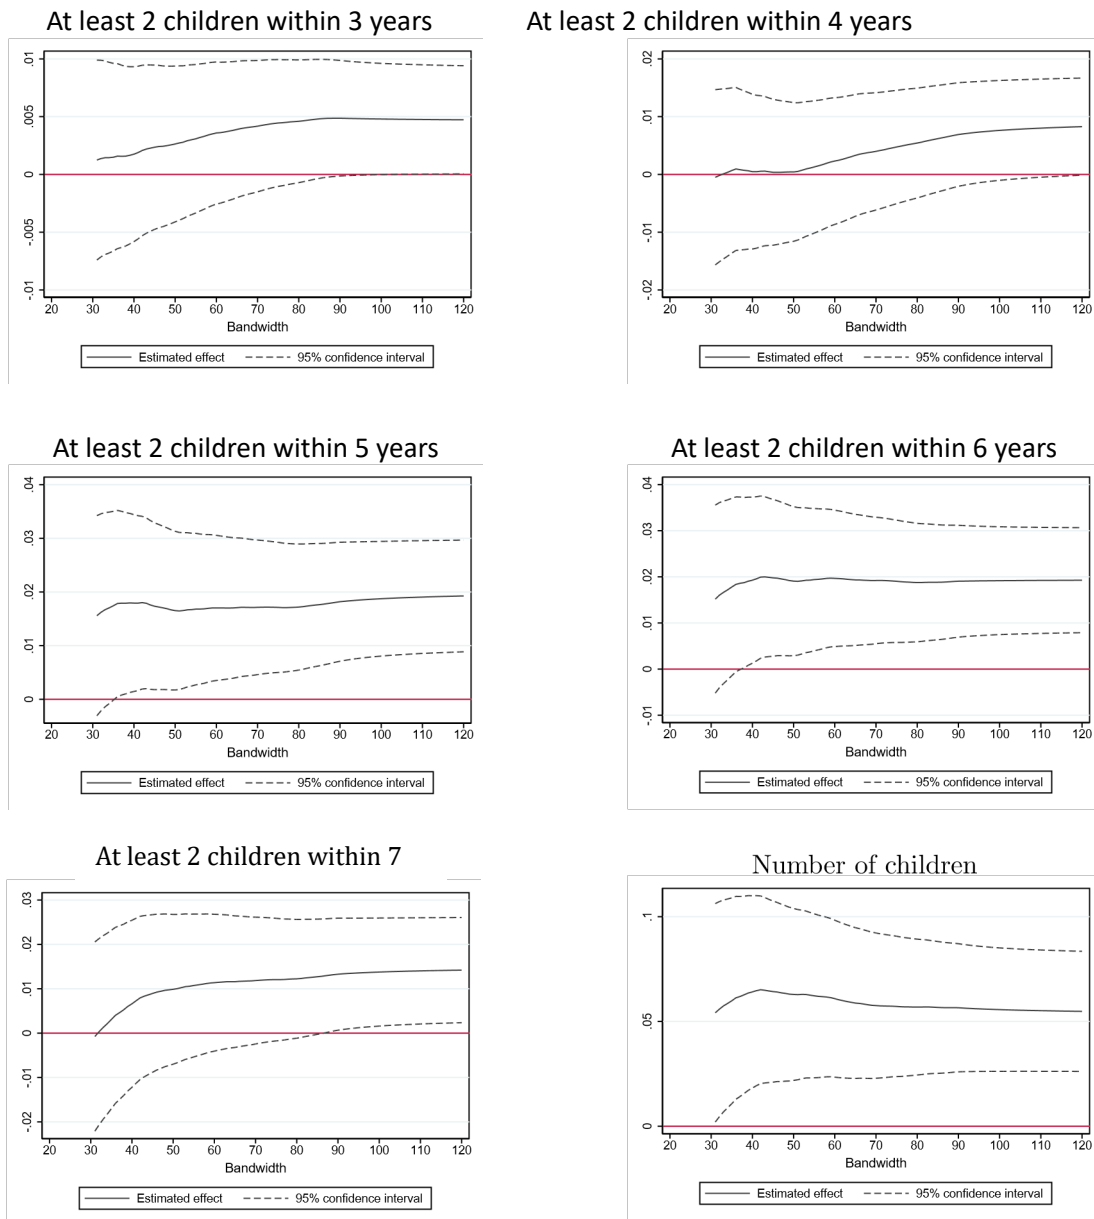 At least 2 children within 3 years
.01
.005
0
-.005
-.01
20 30 40 50 60 70 80 90 100 110 120
Bandwidth
Estimated effect 95% confidence interval
At least 2 children within 4 years
.02
.01
0
-.01
-.02
20 30 40 50 60 70 80 90 100 110 120
Bandwidth
Estimated effect 95% confidence interval
At least 2 children within 5 years
.04
.03
.02
.01
0
20 30 40 50 60 70 80 90 100 110 120
Bandwidth
Estimated effect 95% confidence interval
At least 2 children within 6 years
.04
.03
.02
.01
0
-.01
20 30 40 50 60 70 80 90 100 110 120
Bandwidth
Estimated effect 95% confidence interval
At least 2 children within 7
.03
.02
.01
0
-.01
-.02
20 30 40 50 60 70 80 90 100 110 120
Bandwidth
Estimated effect 95% confidence interval
Number of children
.1
.05
0
20 30 40 50 60 70 80 90 100 110 120
Bandwidth
Estimated effect 95% confidence interval